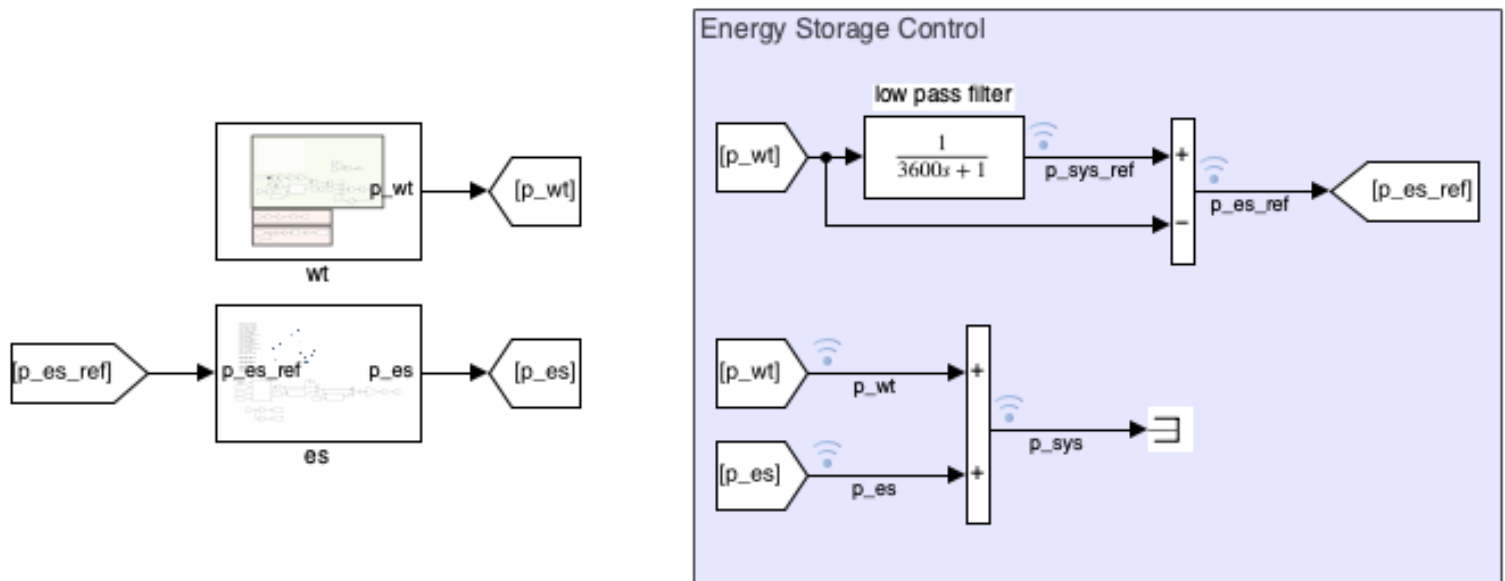 Energy Storage Control
low pass filter
p_wt
[p_wt]
wt
[p_es_ref]
p_es_ref
p_es
[p_es]
es
[p_wt]
1
3600s + 1
p_sys_ref
+
−
p_es_ref
[p_es_ref]
[p_wt]
p_wt
[p_es]
p_es
+
+
p_sys